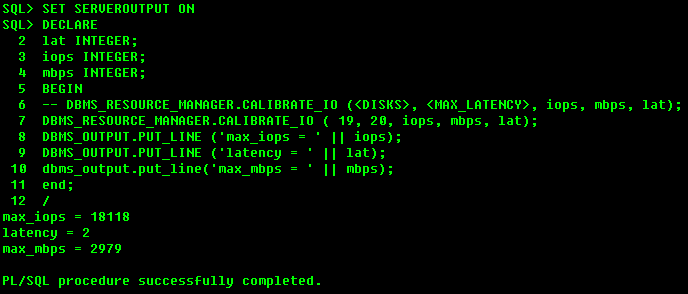 SQL> SET SERVEROUTPUT ON
SQL> DECLARE
  2  lat INTEGER;
  3  iops INTEGER;
  4  mbps INTEGER;
  5  BEGIN
  6  -- DBMS_RESOURCE_MANAGER.CALIBRATE_IO (<DISKS>, <MAX_LATENCY>, iops, mbps, lat);
  7  DBMS_RESOURCE_MANAGER.CALIBRATE_IO ( 19, 20, iops, mbps, lat);
  8  DBMS_OUTPUT.PUT_LINE ('max_iops = ' || iops);
  9  DBMS_OUTPUT.PUT_LINE ('latency = ' || lat);
 10  dbms_output.put_line('max_mbps = ' || mbps);
 11  end;
 12  /
max_iops = 18118
latency = 2
max_mbps = 2979
PL/SQL procedure successfully completed.